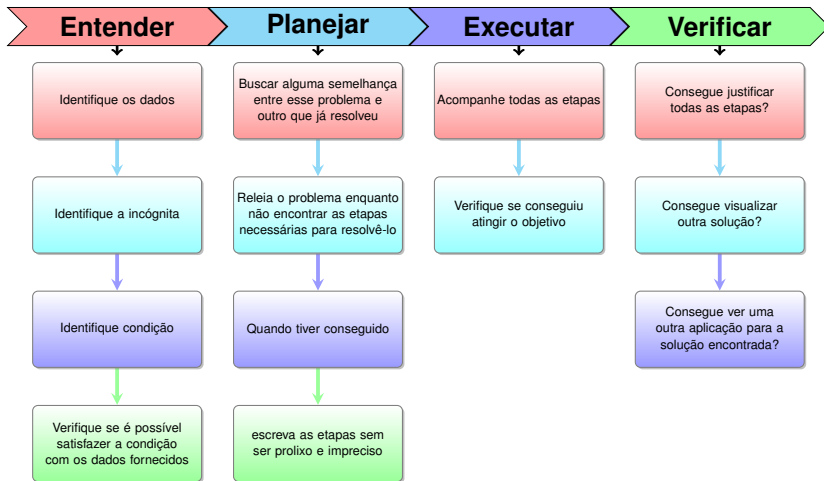 Entender
Planejar
Executar
Verificar
Identifique os dados
Identifique a incógnita
Identifique condição
Verifique se é possível
satisfazer a condição
com os dados fornecidos
Buscar alguma semelhança
entre esse problema e
outro que já resolveu
Releia o problema enquanto
não encontrar as etapas
necessárias para resolvê-lo
Quando tiver conseguido
escreva as etapas sem
ser prolixo e impreciso
Acompanhe todas as etapas
Verifique se conseguiu
atingir o objetivo
Consegue justificar
todas as etapas?
Consegue visualizar
outra solução?
Consegue ver uma
outra aplicação para a
solução encontrada?